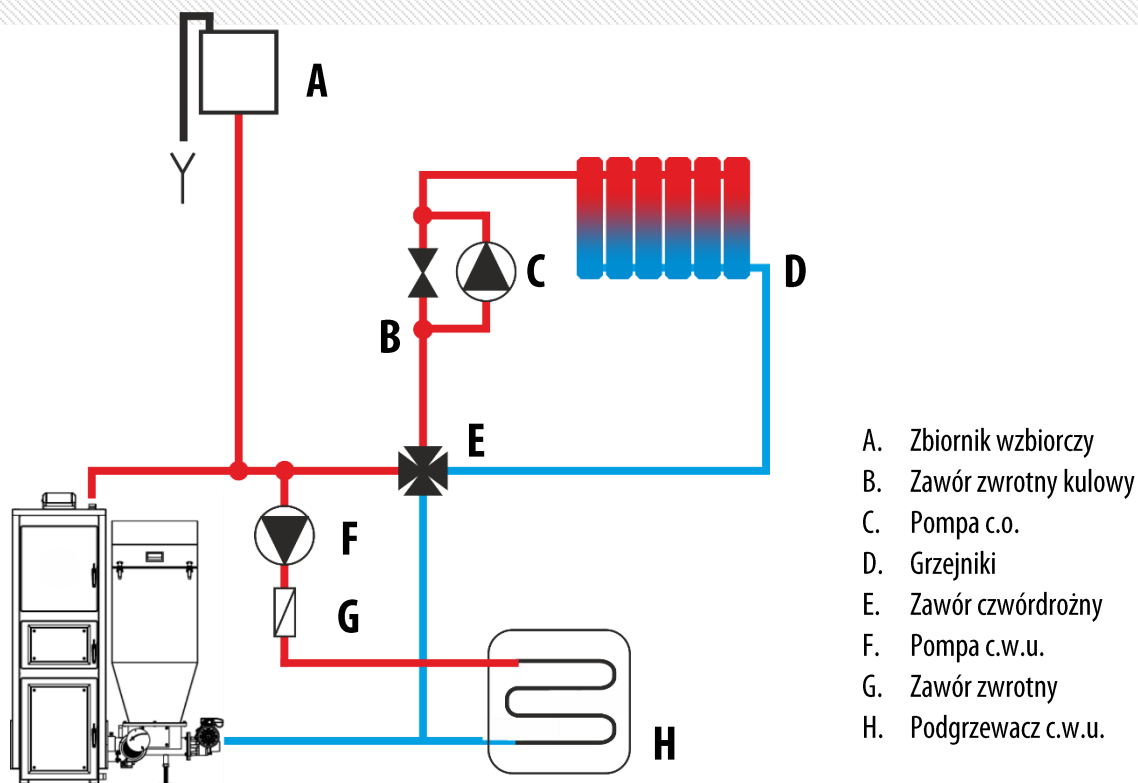 A
B
C
D
E
F
G
H
A. Zbiornik wzbiorczy
B. Zawór zwrotny kulowy
C. Pompa c.o.
D. Grzejniki
E. Zawór czwórdrożny
F. Pompa c.w.u.
G. Zawór zwrotny
H. Podgrzewacz c.w.u.